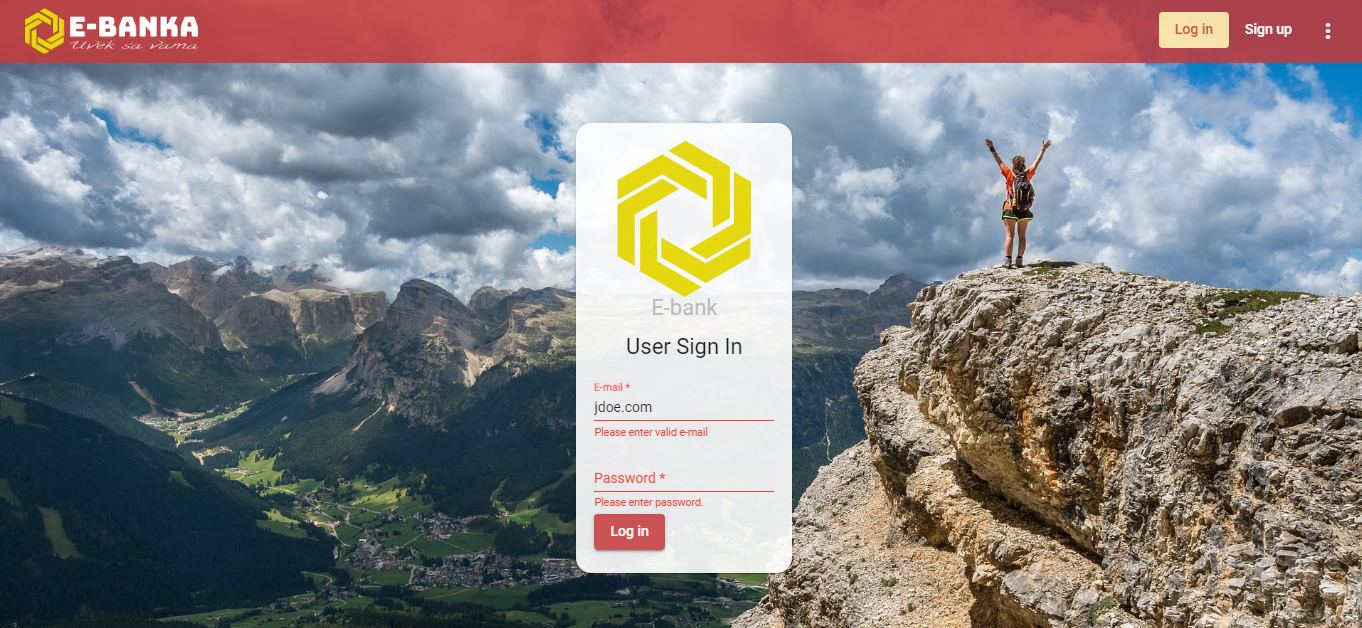 E-BANKA
Uvek sa vama
Log in
Sign up
E-bank
User Sign In
E-mail *
jdoe.com
Please enter valid e-mail
Password *
Please enter password.
Log in